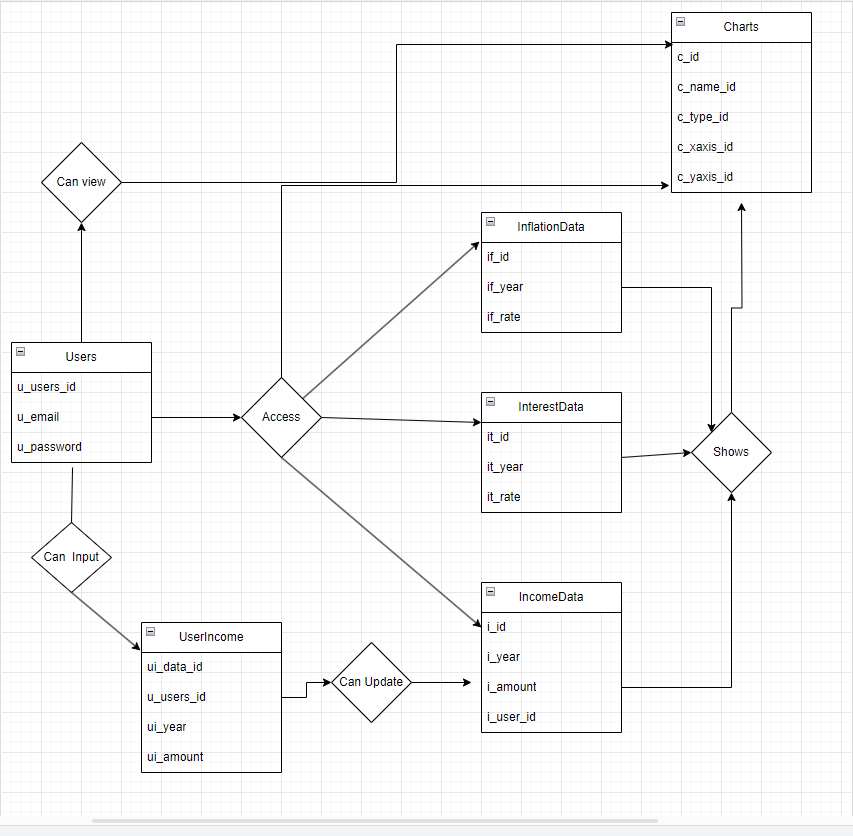 Charts
c_id
c_name_id
c_type_id
c_xaxis_id
c_yaxis_id
Can view
InflationData
if_id
if_year
if_rate
Users
u_users_id
u_email
u_password
Access
InterestData
it_id
it_year
it_rate
Shows
Can  Input
UserIncome
ui_data_id
u_users_id
ui_year
ui_amount
Can Update
IncomeData
i_id
i_year
i_amount
i_user_id